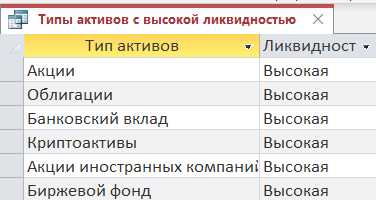 Типы активов с высокой ликвидностью
Тип активов Ликвидност
Акции Высокая
Облигации Высокая
Банковский вклад Высокая
Криптоактивы Высокая
Акции иностранных компаний Высокая
Биржевой фонд Высокая